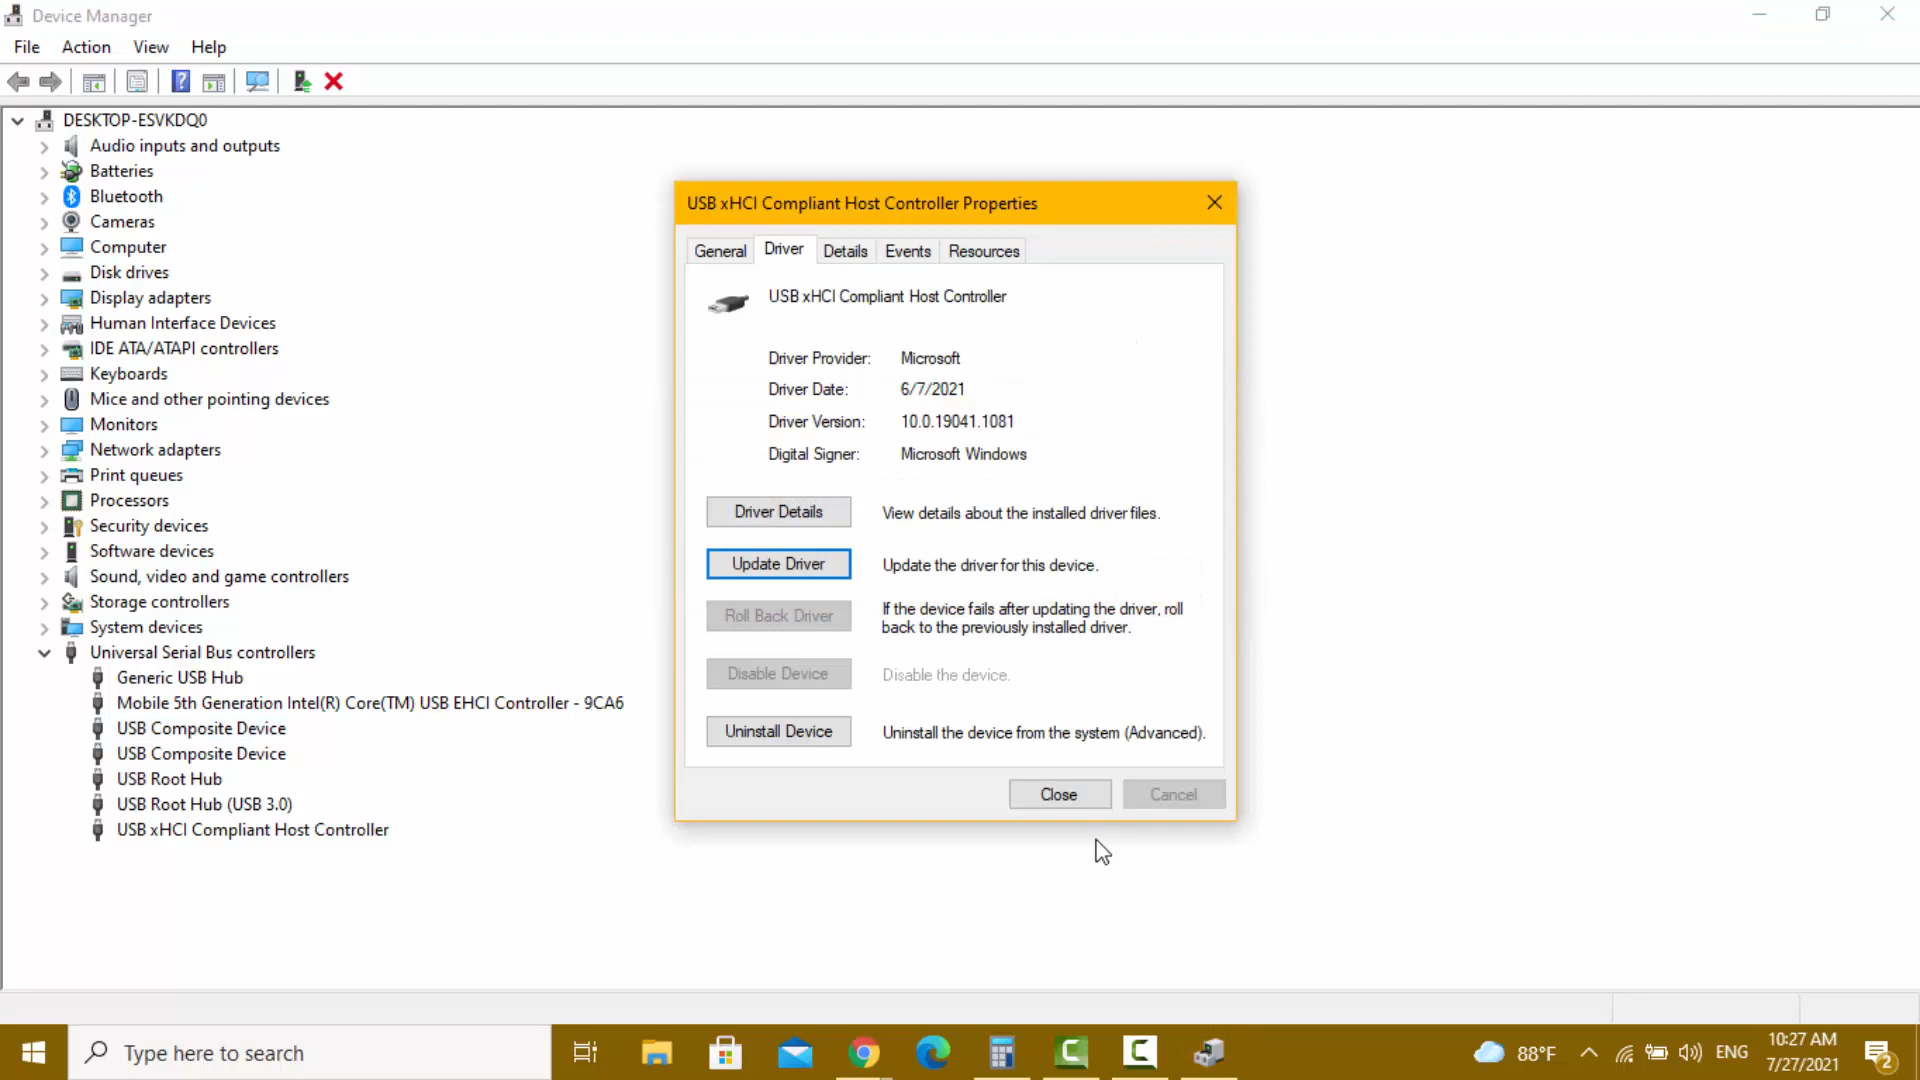 Device Manager
File Action View Help
DESKTOP-ESVKDQ0
Audio inputs and outputs
Batteries
Bluetooth
Cameras
Computer
Disk drives
Display adapters
Human Interface Devices
IDE ATA/ATAPI controllers
Keyboards
Mice and other pointing devices
Monitors
Network adapters
Print queues
Processors
Security devices
Software devices
Sound, video and game controllers
Storage controllers
System devices
Universal Serial Bus controllers
Generic USB Hub
Mobile 5th Generation Intel(R) Core(TM) USB EHCI Controller - 9CA6
USB Composite Device
USB Composite Device
USB Root Hub
USB Root Hub (USB 3.0)
USB xHCI Compliant Host Controller
USB xHCI Compliant Host Controller Properties
General Driver Details Events Resources
USB xHCI Compliant Host Controller
Driver Provider: Microsoft
Driver Date: 6/7/2021
Driver Version: 10.0.19041.1081
Digital Signer: Microsoft Windows
Driver Details View details about the installed driver files.
Update Driver Update the driver for this device.
Roll Back Driver If the device fails after updating the driver, roll
back to the previously installed driver.
Disable Device Disable the device.
Uninstall Device Uninstall the device from the system (Advanced).
Close Cancel
Type here to search
88°F ENG
10:27 AM
7/27/2021
2